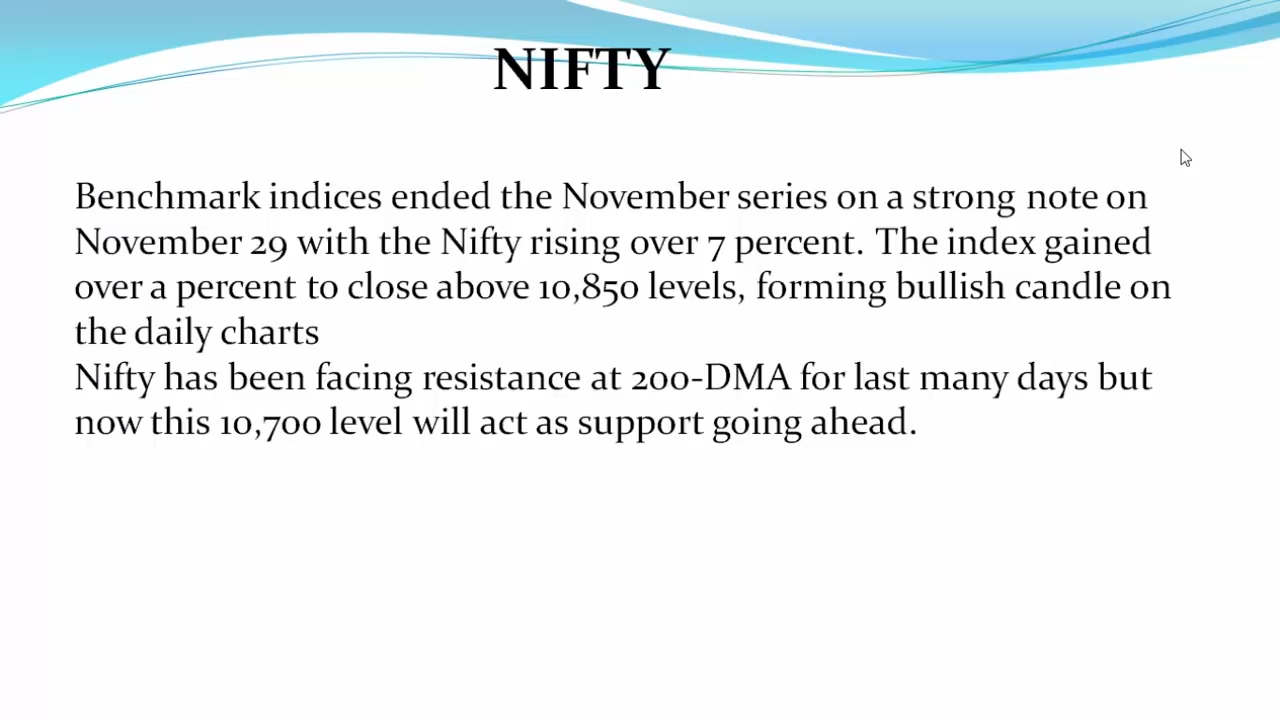 NIFTY
Benchmark indices ended the November series on a strong note on
November 29 with the Nifty rising over 7 percent. The index gained
over a percent to close above 10,850 levels, forming bullish candle on
the daily charts
Nifty has been facing resistance at 200-DMA for last many days but
now this 10,700 level will act as support going ahead.